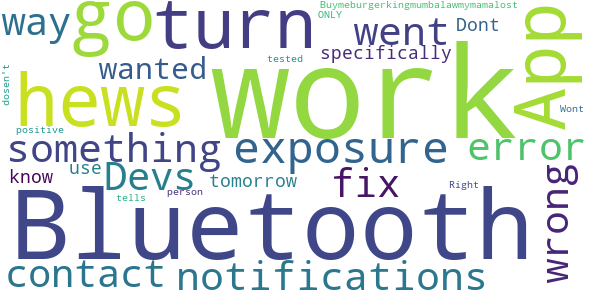 Buymeburgerkingmumbalawmymamalost
way go turn went ONLY Dont
specifically
wanted tested
dosen't hews work App
Wont
positive
something exposure error
know use Devs tomorrow fix Right
tells person
wrong
Bluetooth
contact notifications